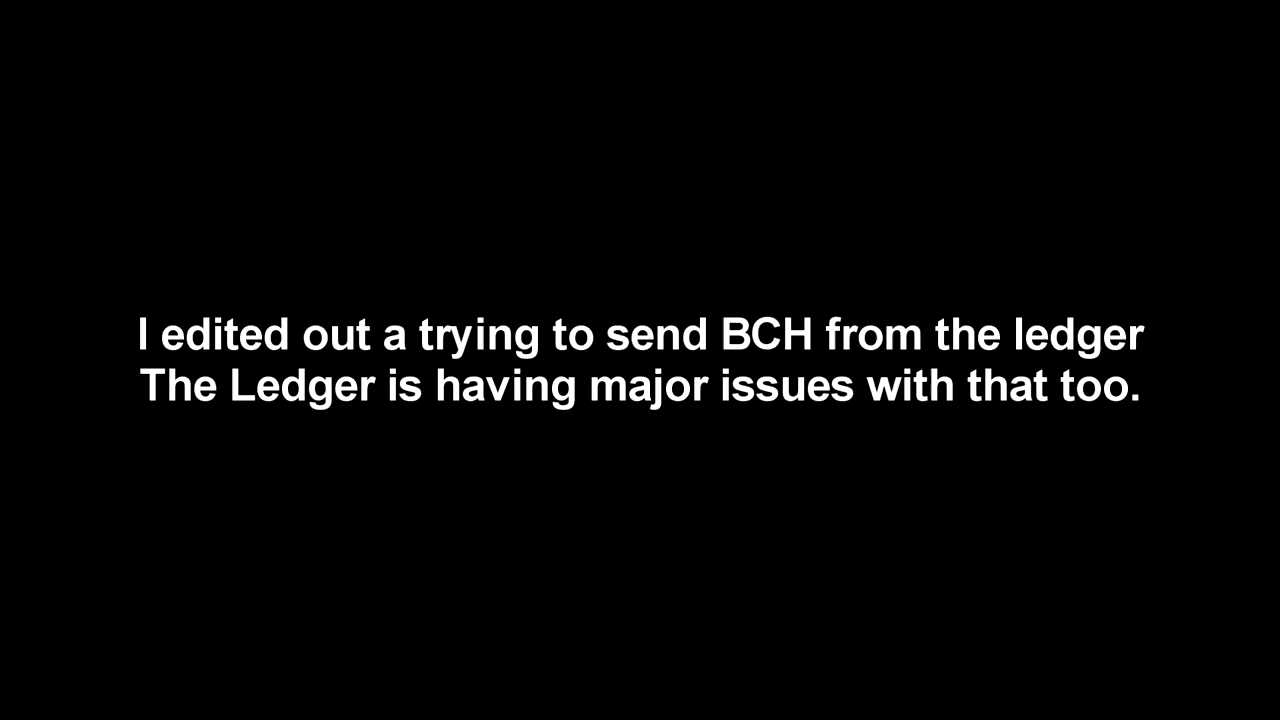 I edited out a trying to send BCH from the ledger
The Ledger is having major issues with that too.